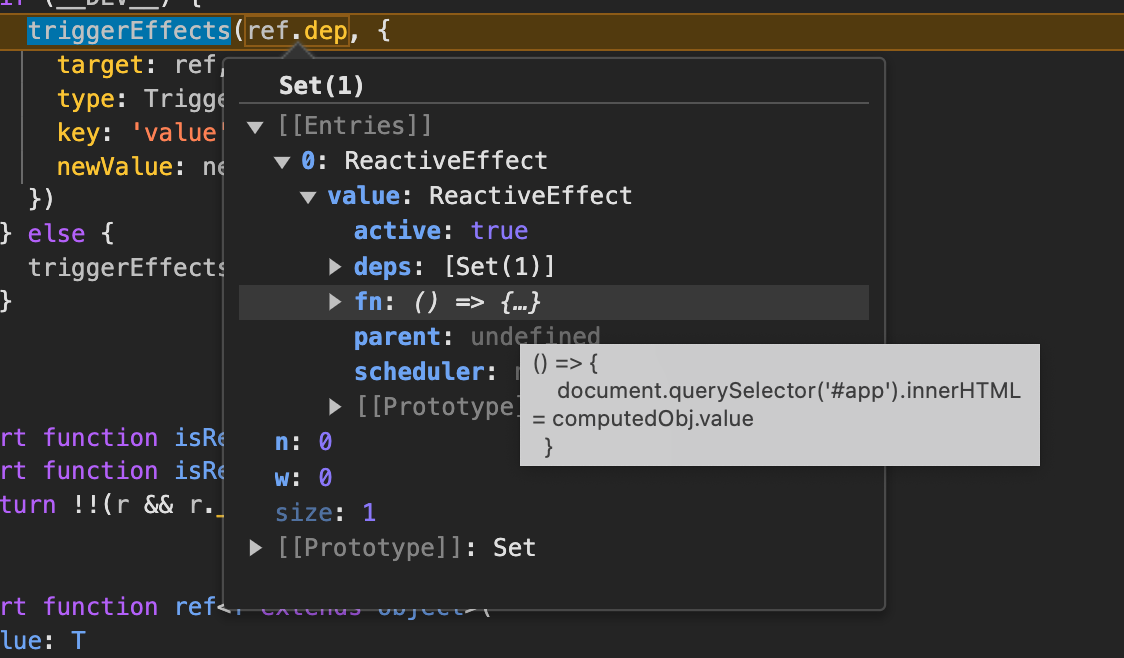 if (__DEV__) {
triggerEffects(ref.dep, {
target: ref,
type: Trigge
key: 'value'
newValue: ne
})
} else {
triggerEffects
}
Set(1)
[[Entries]]
0: ReactiveEffect
value: ReactiveEffect
active: true
deps: [Set(1)]
fn: () => {…}
parent: undefined
scheduler:
[[Prototype]
n: 0
w: 0
size: 1
[[Prototype]]: Set
() => {
document.querySelector('#app').innerHTML
= computedObj.value
}
rt function isRe
rt function isRe
turn !!(r && r._
rt function ref<T extends object>(
lue: T